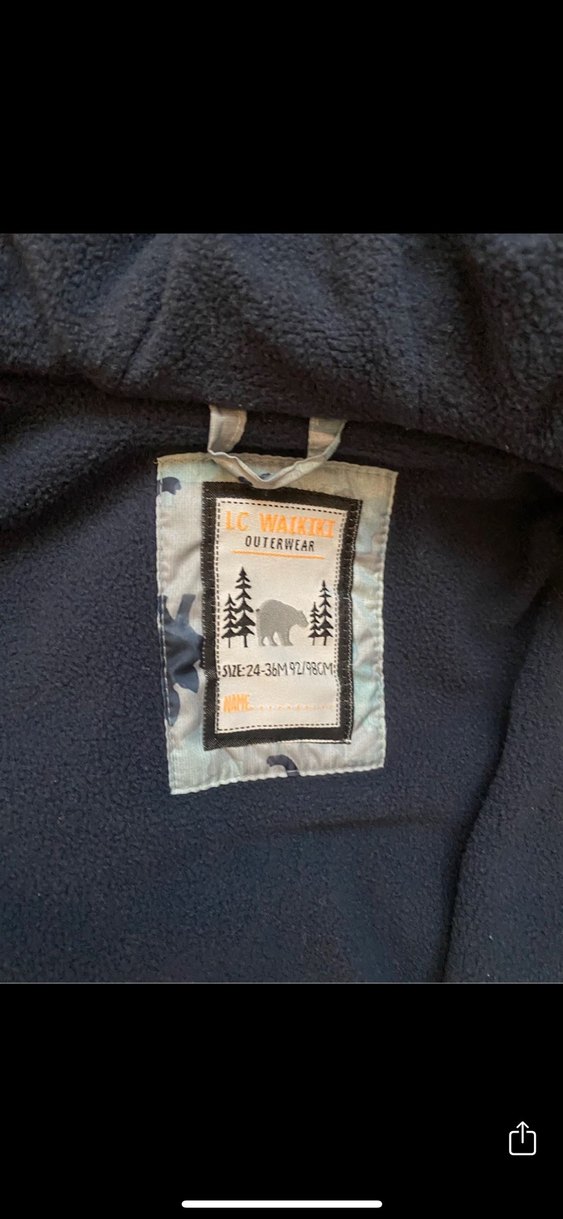 LC WAIKIKI
OUTERWEAR
SIZE: 24-36M 92/98CM
NAME